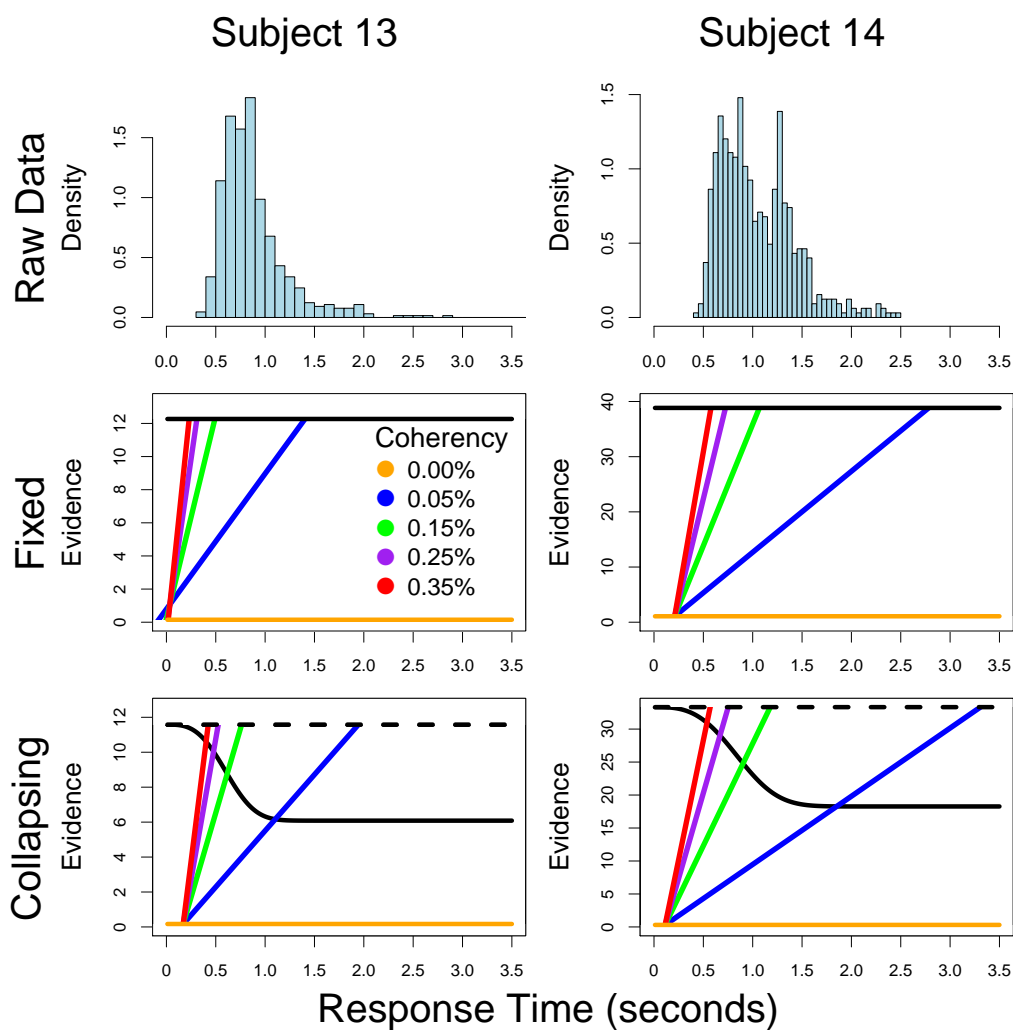 Subject 13
Subject 14
Raw Data
Density
0.0 0.5 1.0 1.5
0.0 0.5 1.0 1.5 2.0 2.5 3.0 3.5
Density
0.0 0.5 1.0 1.5
0.0 0.5 1.0 1.5 2.0 2.5 3.0 3.5
Fixed
Evidence
0 2 4 6 8 10 12
Coherency
0.00%
0.05%
0.15%
0.25%
0.35%
0 0.5 1.0 1.5 2.0 2.5 3.0 3.5
Evidence
0 10 20 30 40
0 0.5 1.0 1.5 2.0 2.5 3.0 3.5
Collapsing
Evidence
0 2 4 6 8 10 12
0 0.5 1.0 1.5 2.0 2.5 3.0 3.5
Evidence
0 5 10 15 20 25 30
0 0.5 1.0 1.5 2.0 2.5 3.0 3.5
Response Time (seconds)